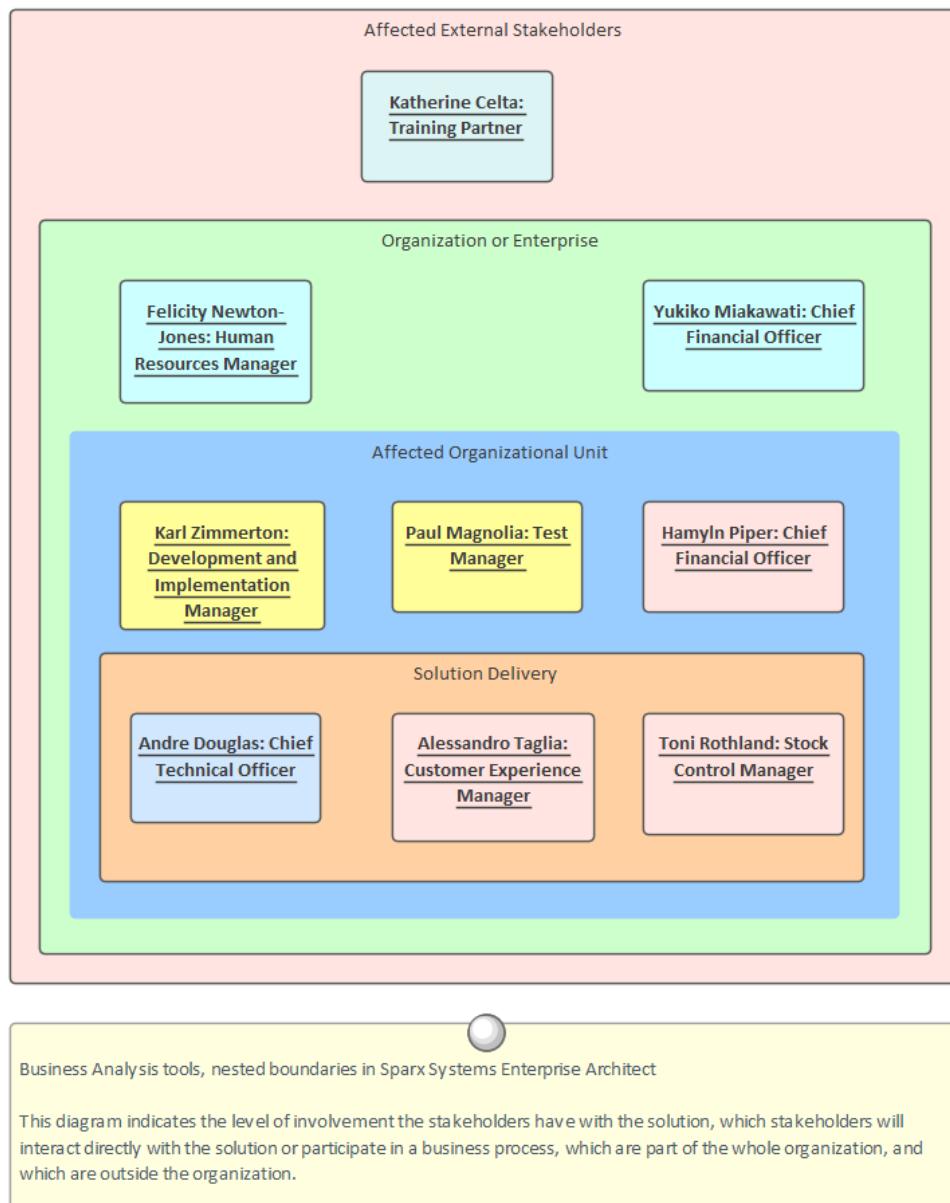 Affected External Stakeholders
Katherine Celta:
Training Partner
Organization or Enterprise
Felicity Newton-
Jones: Human
Resources Manager
Yukiko Miakawati: Chief
Financial Officer
Affected Organizational Unit
Karl Zimmerton:
Development and
Implementation
Manager
Paul Magnolia: Test
Manager
Hamyln Piper: Chief
Financial Officer
Solution Delivery
Andre Douglas: Chief
Technical Officer
Alessandro Taglia:
Customer Experience
Manager
Toni Rothland: Stock
Control Manager
Business Analysis tools, nested boundaries in Sparx Systems Enterprise Architect
This diagram indicates the level of involvement the stakeholders have with the solution, which stakeholders will
interact directly with the solution or participate in a business process, which are part of the whole organization, and
which are outside the organization.